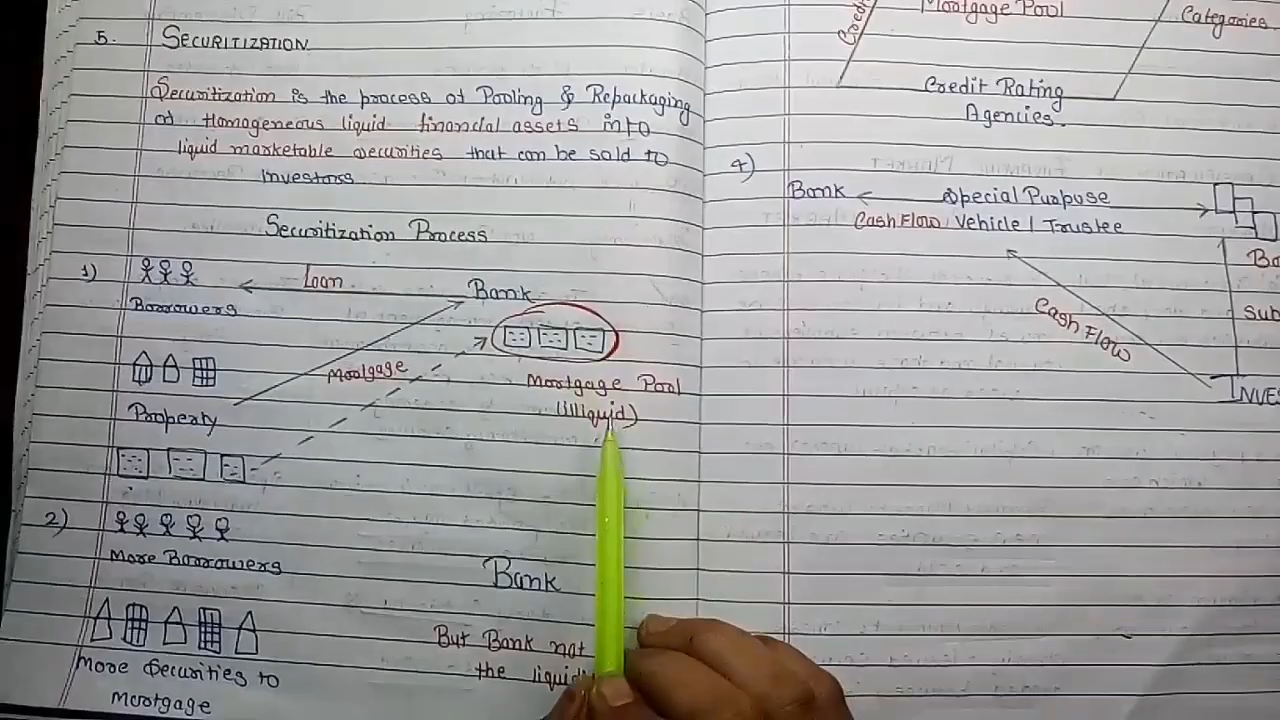 5. SECURITIZATION
Securitization is the process of Pooling & Repackaging
of Homogeneous liquid financial assets into
liquid marketable securities that can be sold to
investors
Securitization Process
1)
Loan
Bank
Borrowers
Mortgage
Mortgage Pool
(illiquid)
Property
2)
More Borrowers
Bank
But Bank not
the
More Securities to
Mortgage
Mortgage Pool
Categories
Credit Rating
Agencies.
4)
Bank
Special Purpose
Cash Flow Vehicle / Trustee
Cash Flow